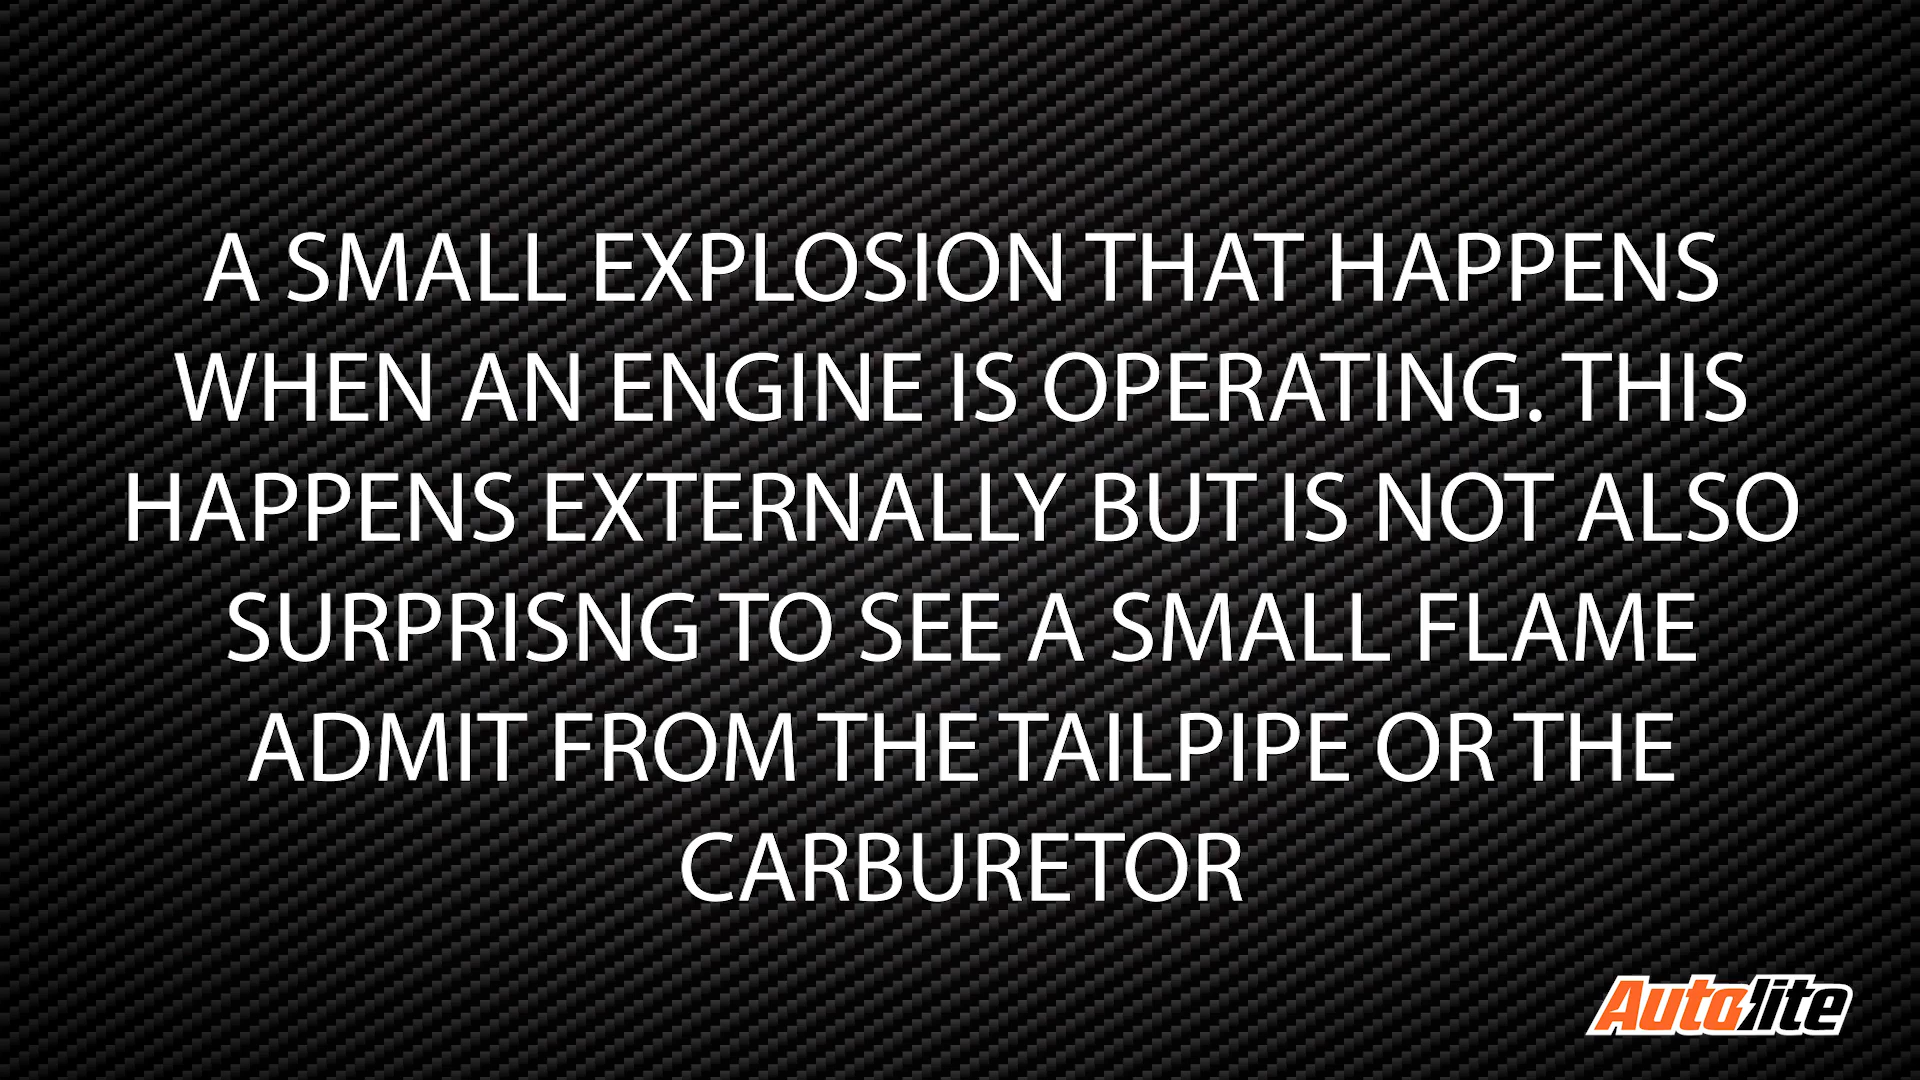 A SMALL EXPLOSION THAT HAPPENS
WHEN AN ENGINE IS OPERATING. THIS
HAPPENS EXTERNALLY BUT IS NOT ALSO
SURPRISNG TO SEE A SMALL FLAME
ADMIT FROM THE TAILPIPE OR THE
CARBURETOR
Autolite